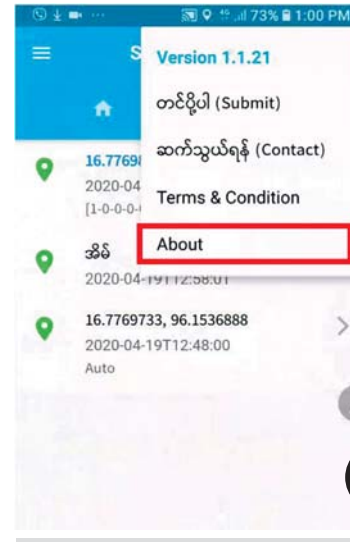 73% 1:00 PM
S
Version 1.1.21
တင်ပို့ပါ (Submit)
ဆက်သွယ်ရန် (Contact)
Terms & Condition
About
16.7769
2020-04
[1-0-0-0-
အိမ်
2020-04-19T12:58:01
16.7769733, 96.1536888
2020-04-19T12:48:00
Auto